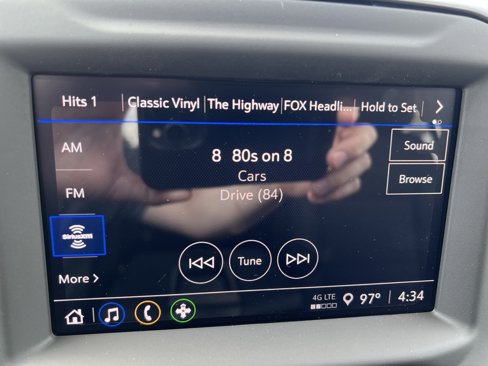 Hits 1
Classic Vinyl
The Highway
FOX Headli...
Hold to Set
AM
8 80s on 8
Sound
Cars
FM
Drive (84)
Browse
SiriusXM
Tune
More
4G LTE
97°
4:34